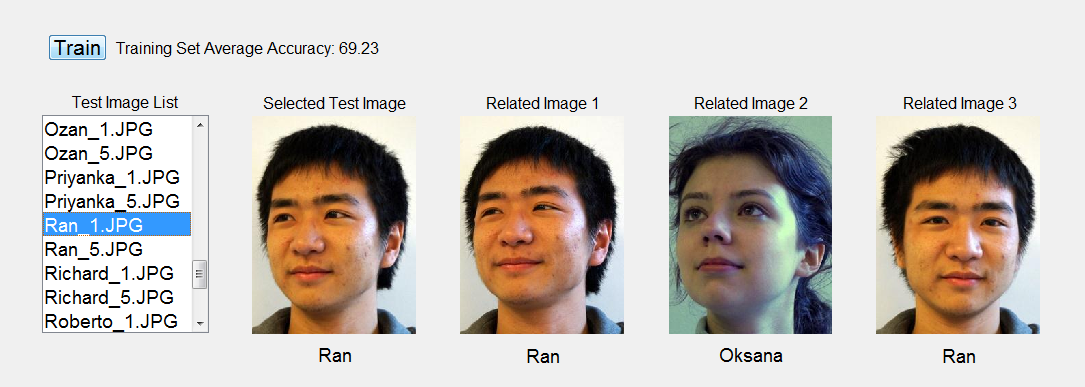 Train Training Set Average Accuracy: 69.23
Test Image List
Selected Test Image
Related Image 1
Related Image 2
Related Image 3
Ozan_1.JPG
Ozan_5.JPG
Priyanka_1.JPG
Priyanka_5.JPG
Ran_1.JPG
Ran_5.JPG
Richard_1.JPG
Richard_5.JPG
Roberto_1.JPG
Ran
Ran
Oksana
Ran